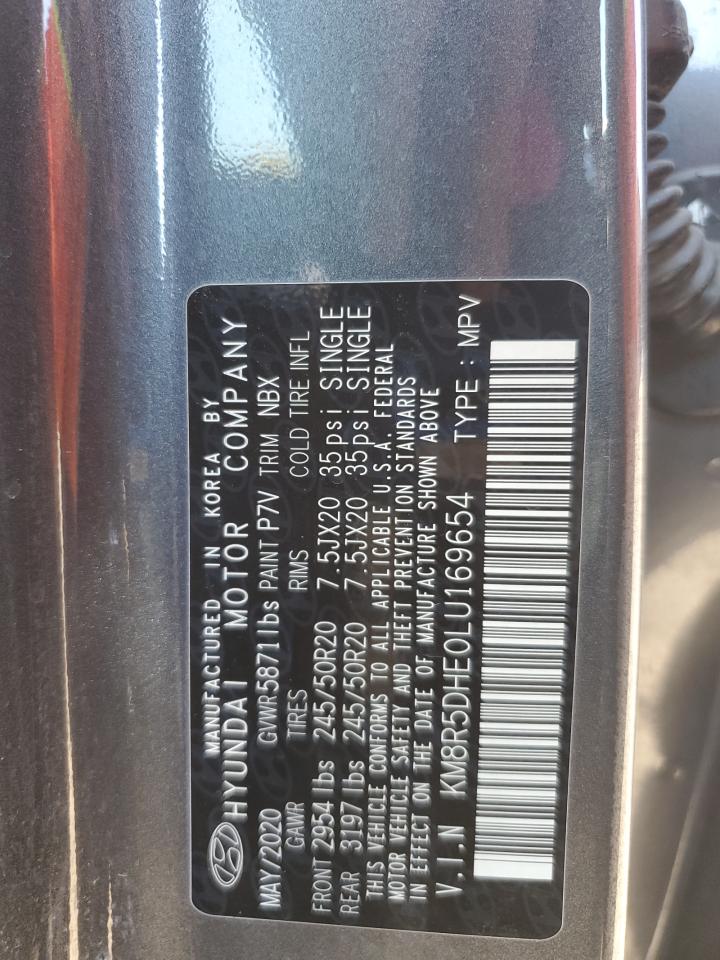 MANUFACTURED IN KOREA BY
HYUNDAI MOTOR COMPANY
MAY/2020 GVWR 5871lbs PAINT P7V TRIM NBX
GAWR TIRES RIMS COLD TIRE INFL
FRONT 2954 lbs 245/50R20 7.5JX20 35psi SINGLE
REAR 3197 lbs 245/50R20 7.5JX20 35psi SINGLE
THIS VEHICLE CONFORMS TO ALL APPLICABLE U.S.A. FEDERAL
MOTOR VEHICLE SAFETY AND THEFT PREVENTION STANDARDS
IN EFFECT ON THE DATE OF MANUFACTURE SHOWN ABOVE
V.I.N KM8R5DHE0LU169654 TYPE : MPV